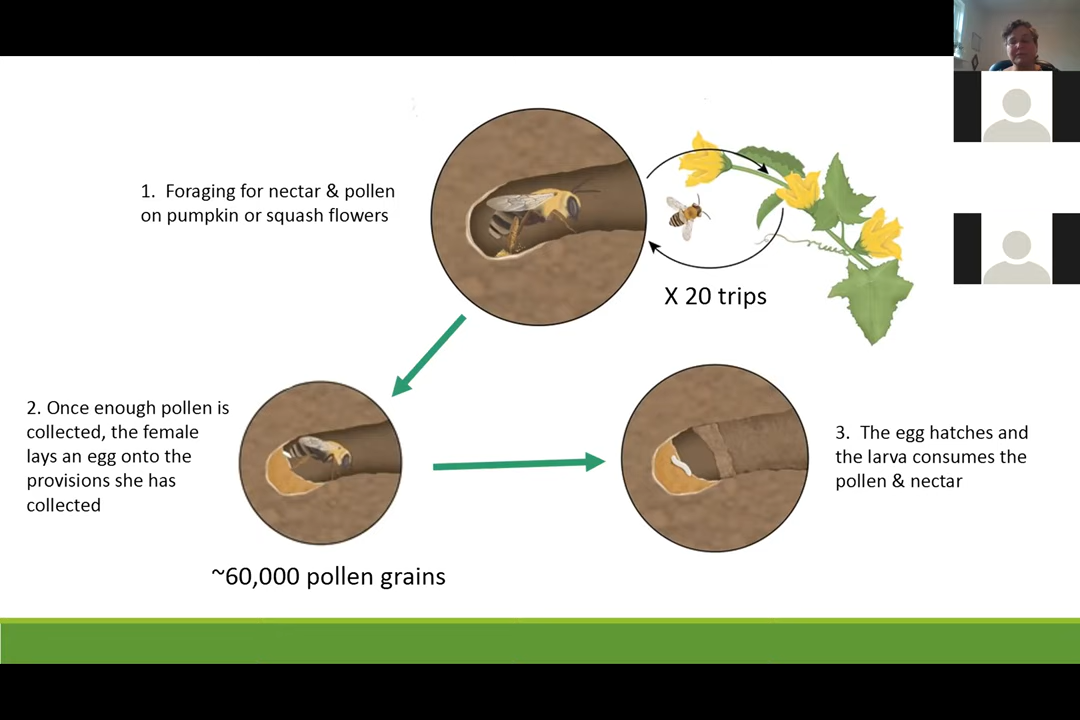 1. Foraging for nectar & pollen
on pumpkin or squash flowers
X 20 trips
2. Once enough pollen is
collected, the female
lays an egg onto the
provisions she has
collected
~60,000 pollen grains
3. The egg hatches and
the larva consumes the
pollen & nectar